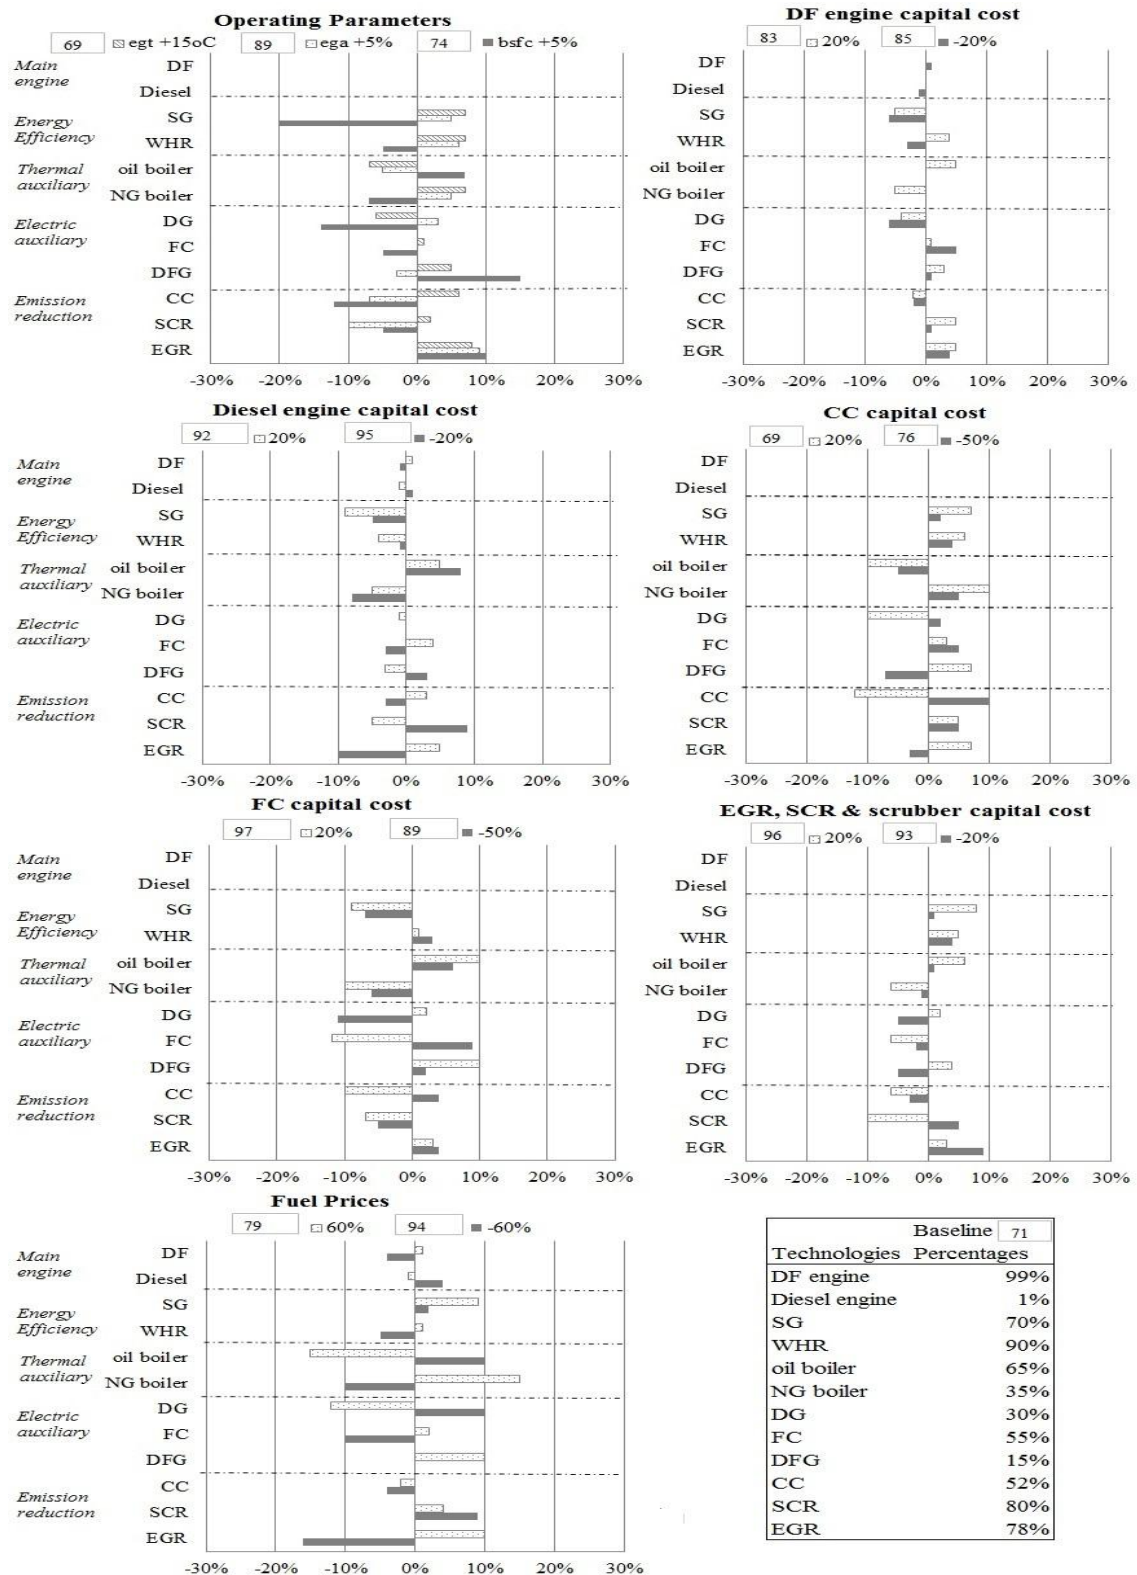 Operating Parameters
69 egt +15oC 89 ega +5% 74 bsfc +5%
Main engine
DF
Diesel
Energy Efficiency
SG
WHR
Thermal auxiliary
oil boiler
NG boiler
Electric auxiliary
DG
FC
DFG
Emission reduction
CC
SCR
EGR
-30% -20% -10% 0% 10% 20% 30%
DF engine capital cost
83 20% 85 -20%
DF
Diesel
SG
WHR
oil boiler
NG boiler
DG
FC
DFG
CC
SCR
EGR
-30% -20% -10% 0% 10% 20% 30%
Diesel engine capital cost
92 20% 95 -20%
Main engine
DF
Diesel
Energy Efficiency
SG
WHR
Thermal auxiliary
oil boiler
NG boiler
Electric auxiliary
DG
FC
DFG
Emission reduction
CC
SCR
EGR
-30% -20% -10% 0% 10% 20% 30%
CC capital cost
69 20% 76 -50%
DF
Diesel
SG
WHR
oil boiler
NG boiler
DG
FC
DFG
CC
SCR
EGR
-30% -20% -10% 0% 10% 20% 30%
FC capital cost
97 20% 89 -50%
Main engine
DF
Diesel
Energy Efficiency
SG
WHR
Thermal auxiliary
oil boiler
NG boiler
Electric auxiliary
DG
FC
DFG
Emission reduction
CC
SCR
EGR
-30% -20% -10% 0% 10% 20% 30%
EGR, SCR & scrubber capital cost
96 20% 93 -20%
DF
Diesel
SG
WHR
oil boiler
NG boiler
DG
FC
DFG
CC
SCR
EGR
-30% -20% -10% 0% 10% 20% 30%
Fuel Prices
79 60% 94 -60%
Main engine
DF
Diesel
Energy Efficiency
SG
WHR
Thermal auxiliary
oil boiler
NG boiler
Electric auxiliary
DG
FC
DFG
Emission reduction
CC
SCR
EGR
-30% -20% -10% 0% 10% 20% 30%
Baseline 71
Technologies Percentages
DF engine 99%
Diesel engine 1%
SG 70%
WHR 90%
oil boiler 65%
NG boiler 35%
DG 30%
FC 55%
DFG 15%
CC 52%
SCR 80%
EGR 78%